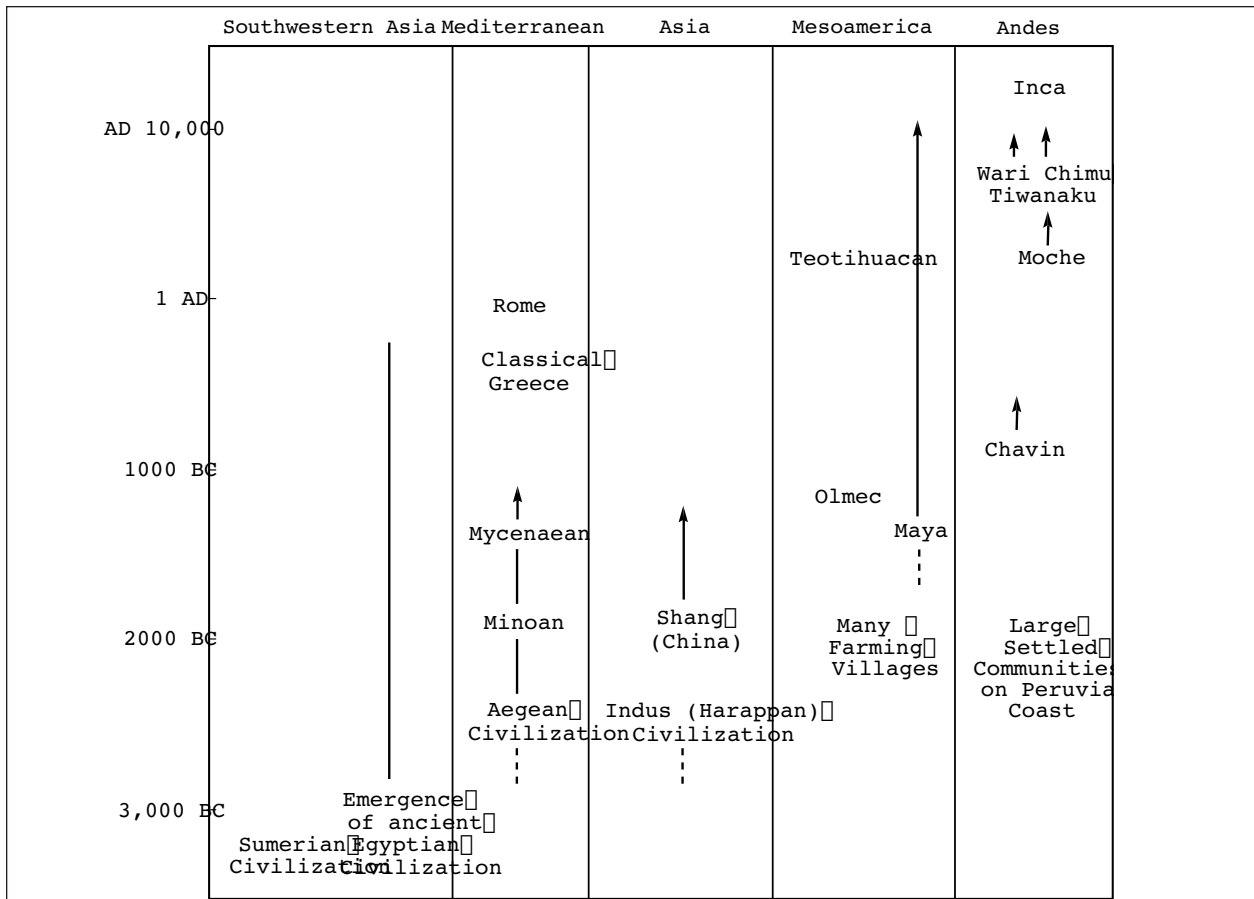 Southwestern Asia Mediterranean Asia Mesoamerica Andes
Inca
AD 10,000
Wari Chimu
Tiwanaku
Teotihuacan
Moche
1 AD
Rome
Classical
Greece
Chavin
1000 BC
Olmec
Mycenaean
Maya
Minoan
Shang
(China)
2000 BC
Many
Farming
Villages
Large
Settled
Communities
on Peruvia
Coast
Aegean
Civilization
Indus (Harappan)
Civilization
3,000 BC
Emergence
of ancient
Egyptian
Civilization
Sumerian
Civilization